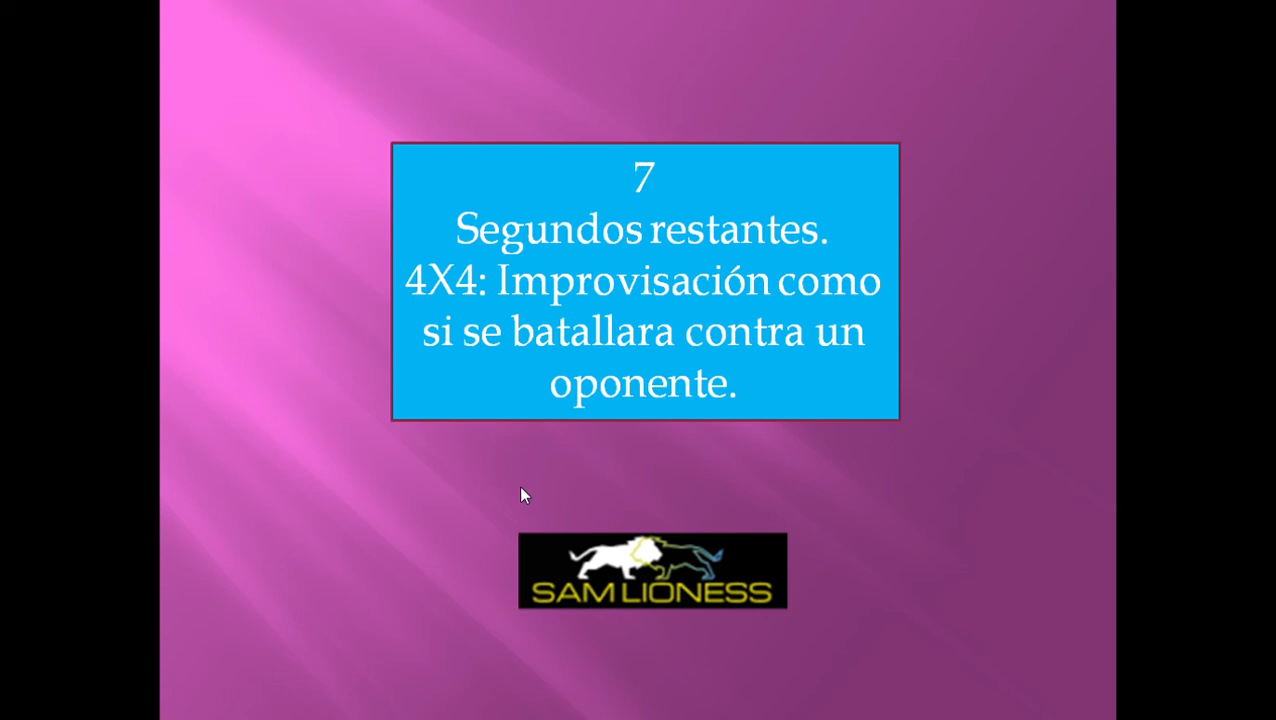 7
Segundos restantes.
4X4: Improvisación como
si se batallara contra un
oponente.
SAM LIONESS